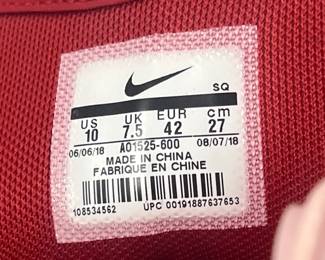 SQ
US UK EUR cm
10 7.5 42 27
06/06/18 AO1525-600 08/07/18
MADE IN CHINA
FABRIQUE EN CHINE
108534562 UPC 00191887637653